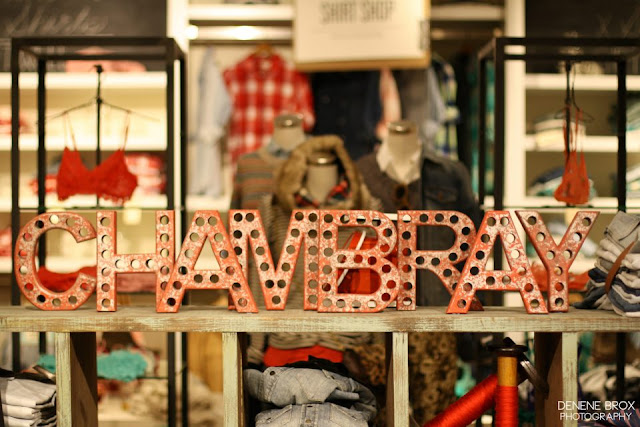 SHIRT SHOP
CHAMBRAY
DENENE BROX
PHOTOGRAPHY